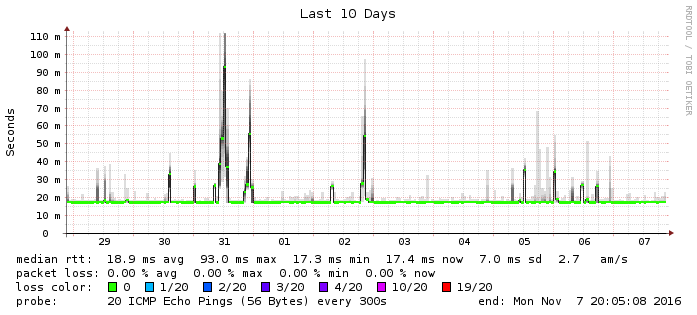 Last 10 Days
RRDTOOL / TOBI OETIKER
Seconds
110 m
100 m
90 m
80 m
70 m
60 m
50 m
40 m
30 m
20 m
10 m
0
29 30 31 01 02 03 04 05 06 07
median rtt: 18.9 ms avg 93.0 ms max 17.3 ms min 17.4 ms now 7.0 ms sd 2.7 am/s
packet loss: 0.00 % avg 0.00 % max 0.00 % min 0.00 % now
loss color: 0 1/20 2/20 3/20 4/20 10/20 19/20
probe: 20 ICMP Echo Pings (56 Bytes) every 300s end: Mon Nov 7 20:05:08 2016